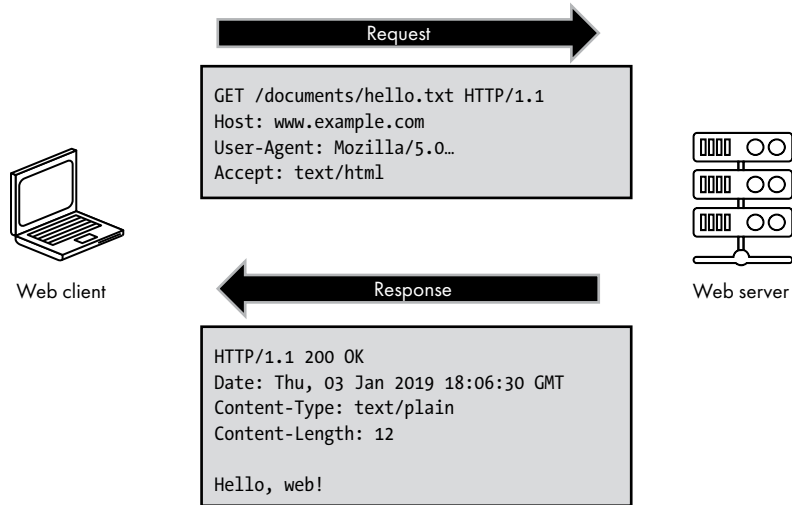 Request
GET /documents/hello.txt HTTP/1.1
Host: www.example.com
User-Agent: Mozilla/5.0…
Accept: text/html
Web client
Web server
Response
HTTP/1.1 200 OK
Date: Thu, 03 Jan 2019 18:06:30 GMT
Content-Type: text/plain
Content-Length: 12
Hello, web!